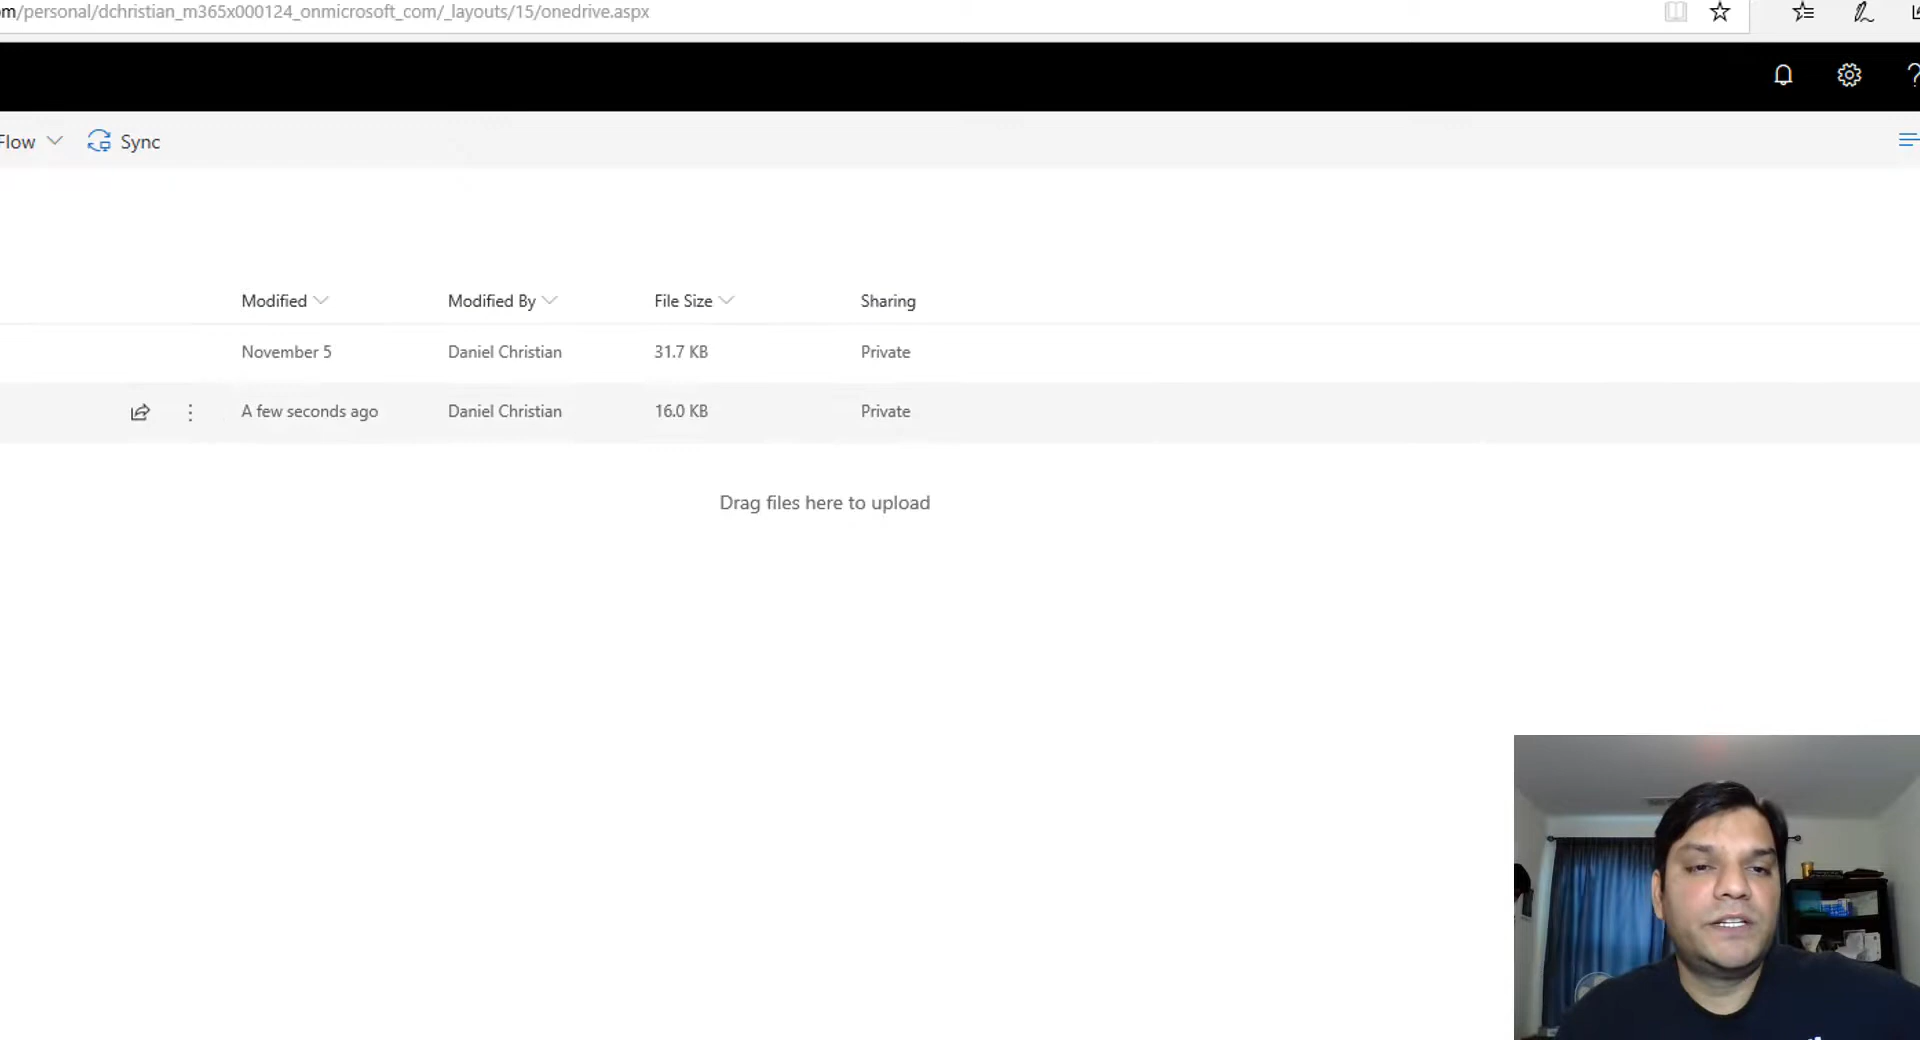 om/personal/dchristian_m365x000124_onmicrosoft_com/_layouts/15/onedrive.aspx
?
Flow Sync
Modified Modified By File Size Sharing
November 5 Daniel Christian 31.7 KB Private
A few seconds ago Daniel Christian 16.0 KB Private
Drag files here to upload